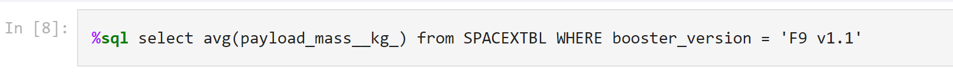 In [8]:
%sql select avg(payload_mass__kg_) from SPACEXTBL WHERE booster_version = 'F9 v1.1'